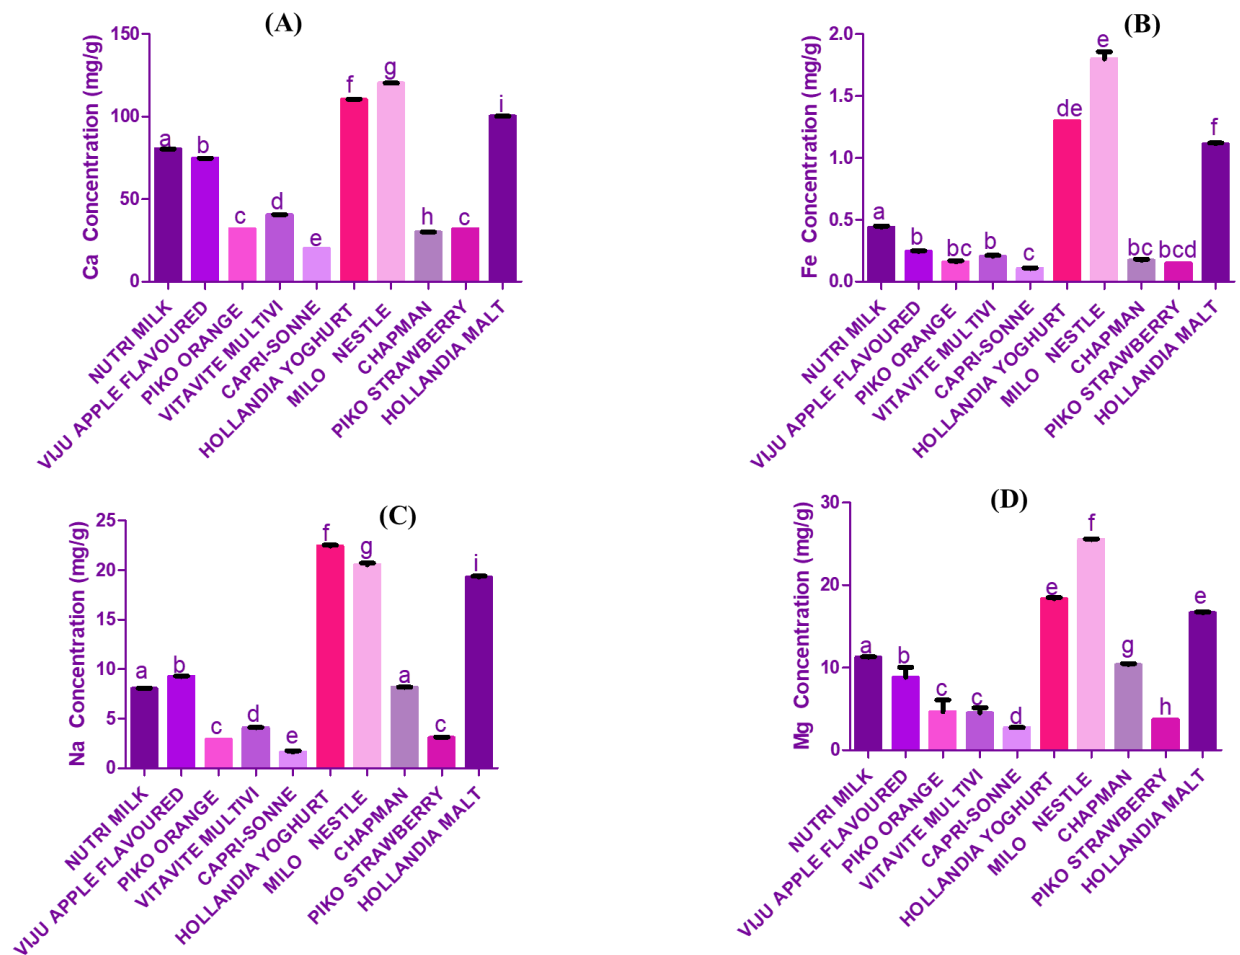 (A)
Ca Concentration (mg/g)
150
100
50
0
a
b
c
d
e
f
g
h
c
i
NUTRI MILK
VIJU APPLE FLAVOURED
PIKO ORANGE
VITAVITE MULTIVI
CAPRI-SONNE
HOLLANDIA YOGHURT
MILO NESTLE
CHAPMAN
PIKO STRAWBERRY
HOLLANDIA MALT
(B)
Fe Concentration (mg/g)
2.0
1.5
1.0
0.5
0.0
a
b
bc
b
c
de
e
bc
bcd
f
NUTRI MILK
VIJU APPLE FLAVOURED
PIKO ORANGE
VITAVITE MULTIVI
CAPRI-SONNE
HOLLANDIA YOGHURT
MILO NESTLE
CHAPMAN
PIKO STRAWBERRY
HOLLANDIA MALT
(C)
Na Concentration (mg/g)
25
20
15
10
5
0
a
b
c
d
e
f
g
a
c
i
NUTRI MILK
VIJU APPLE FLAVOURED
PIKO ORANGE
VITAVITE MULTIVI
CAPRI-SONNE
HOLLANDIA YOGHURT
MILO NESTLE
CHAPMAN
PIKO STRAWBERRY
HOLLANDIA MALT
(D)
Mg Concentration (mg/g)
30
20
10
0
a
b
c
c
d
e
f
g
h
e
NUTRI MILK
VIJU APPLE FLAVOURED
PIKO ORANGE
VITAVITE MULTIVI
CAPRI-SONNE
HOLLANDIA YOGHURT
MILO NESTLE
CHAPMAN
PIKO STRAWBERRY
HOLLANDIA MALT